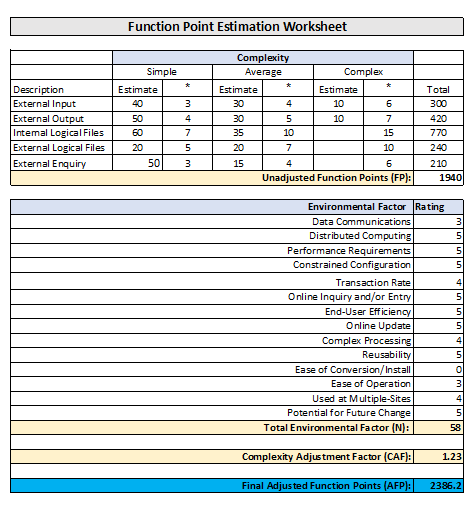 Function Point Estimation Worksheet
Complexity
Simple Average Complex
Description Estimate * Estimate * Estimate * Total
External Input 40 3 30 4 10 6 300
External Output 50 4 30 5 10 7 420
Internal Logical Files 60 7 35 10 15 770
External Logical Files 20 5 20 7 10 240
External Enquiry 50 3 15 4 6 210
Unadjusted Function Points (FP): 1940
Environmental Factor Rating
Data Communications 3
Distributed Computing 5
Performance Requirements 5
Constrained Configuration 5
Transaction Rate 4
Online Inquiry and/or Entry 5
End-User Efficiency 5
Online Update 5
Complex Processing 4
Reusability 5
Ease of Conversion/Install 0
Ease of Operation 3
Used at Multiple-Sites 4
Potential for Future Change 5
Total Environmental Factor (N): 58
Complexity Adjustment Factor (CAF): 1.23
Final Adjusted Function Points (AFP): 2386.2